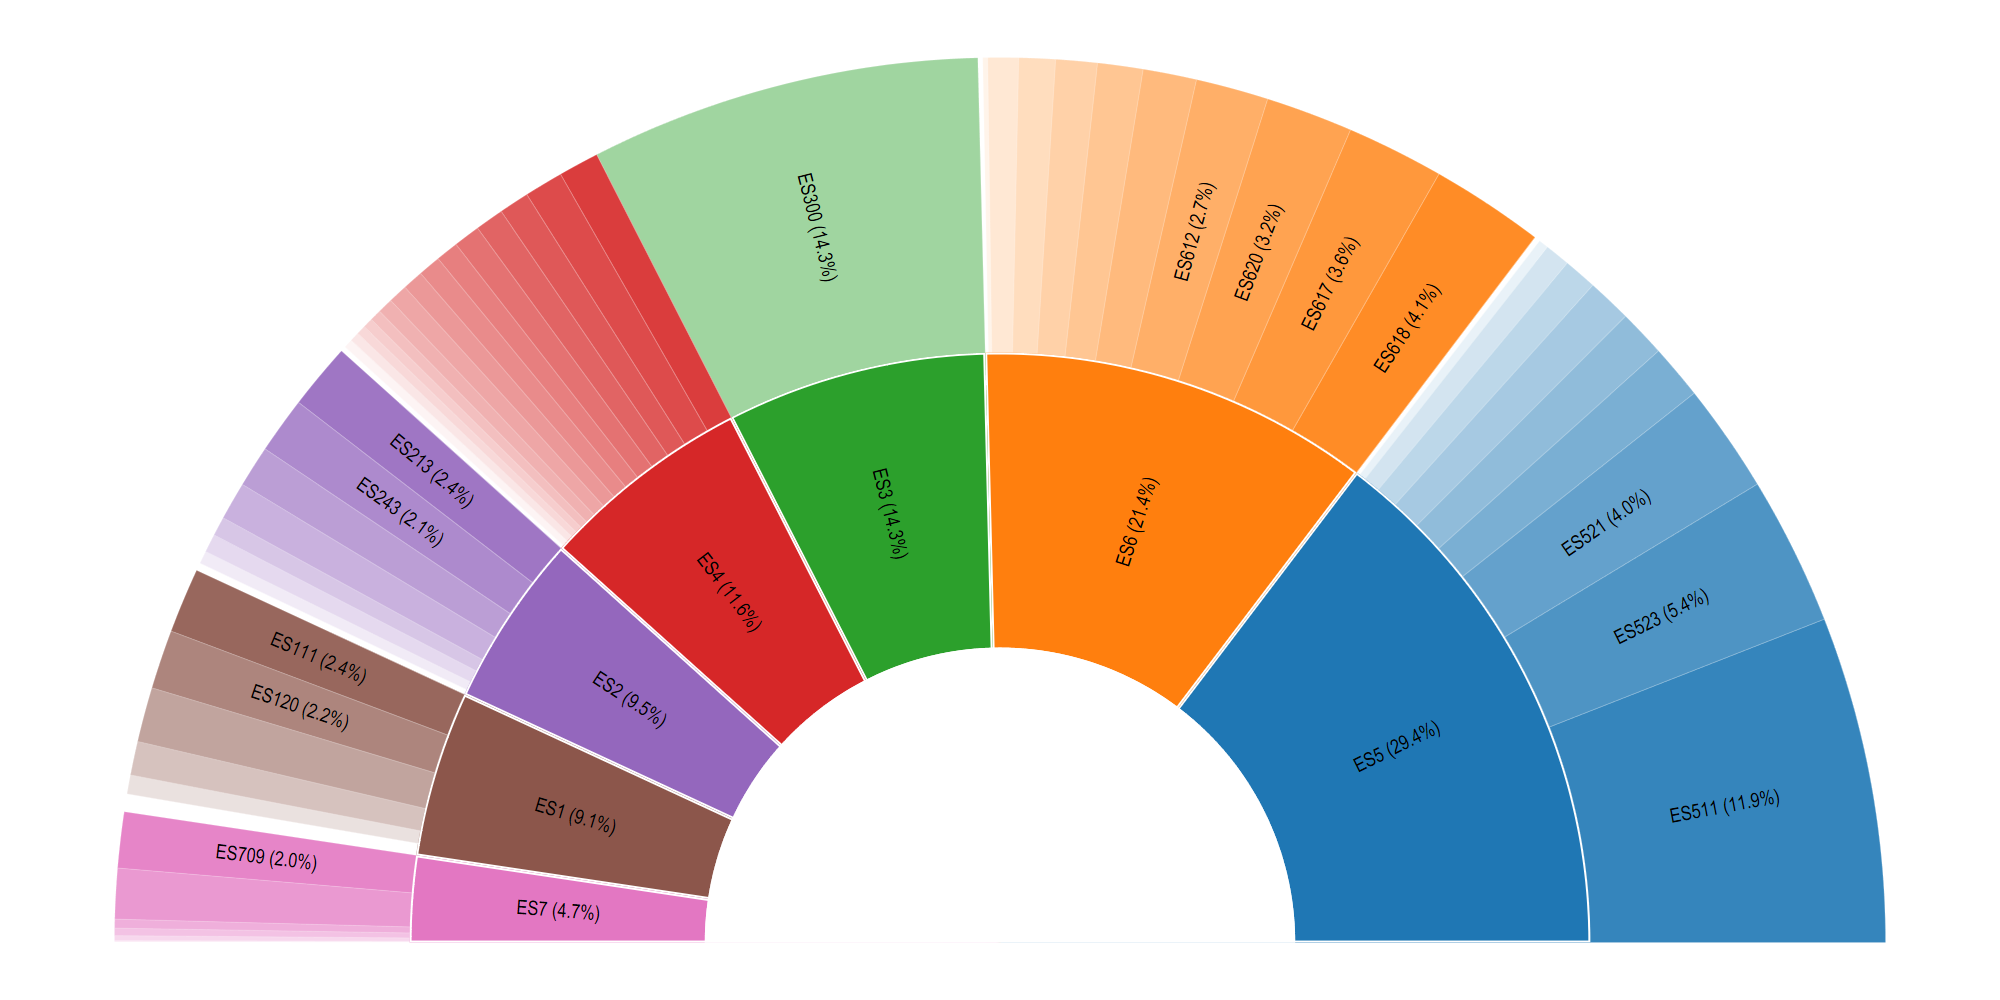 ES300 (14.3%)
ES612 (2.7%)
ES620 (3.2%)
ES617 (3.6%)
ES618 (4.1%)
ES213 (2.4%)
ES243 (2.1%)
ES3 (14.3%)
ES6 (21.4%)
ES521 (4.0%)
ES4 (11.6%)
ES523 (5.4%)
ES111 (2.4%)
ES120 (2.2%)
ES2 (9.5%)
ES5 (29.4%)
ES1 (9.1%)
ES511 (11.9%)
ES709 (2.0%)
ES7 (4.7%)